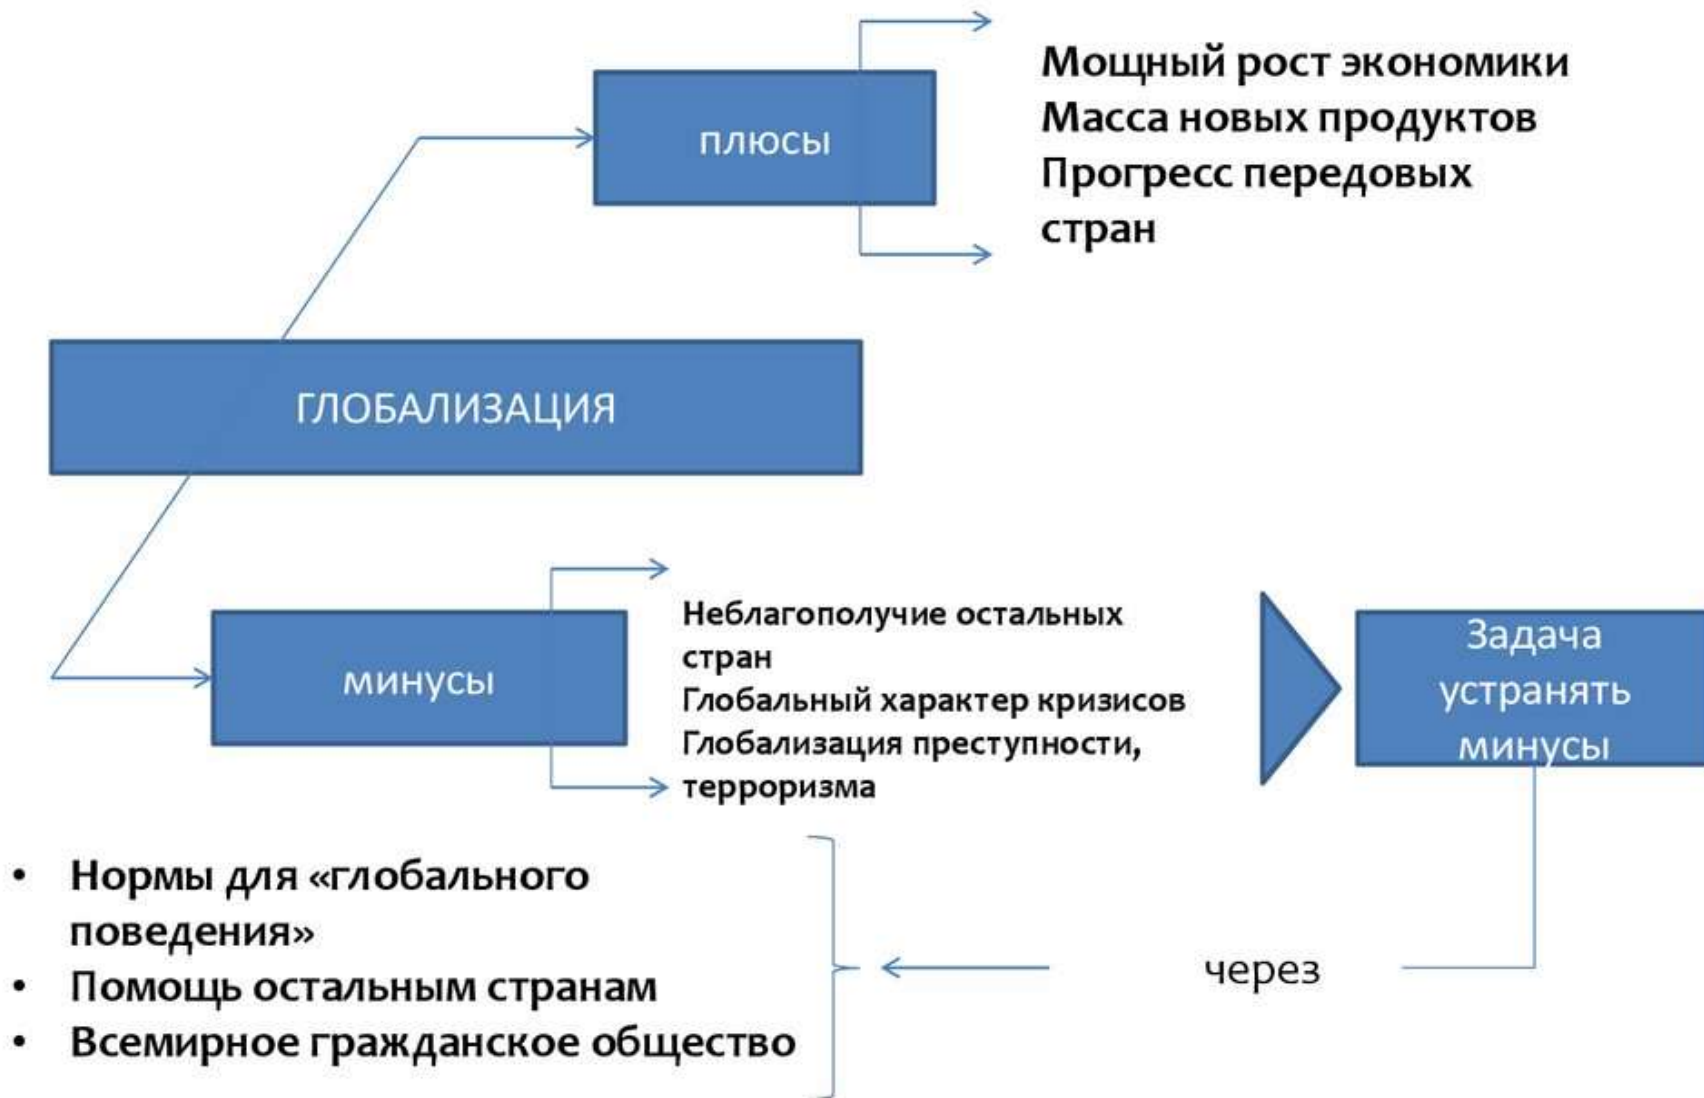 плюсы
Мощный рост экономики
Масса новых продуктов
Прогресс передовых
стран
ГЛОБАЛИЗАЦИЯ
минусы
Неблагополучие остальных
стран
Глобальный характер кризисов
Глобализация преступности,
терроризма
Задача
устранять
минусы
через
• Нормы для «глобального
поведения»
• Помощь остальным странам
• Всемирное гражданское общество